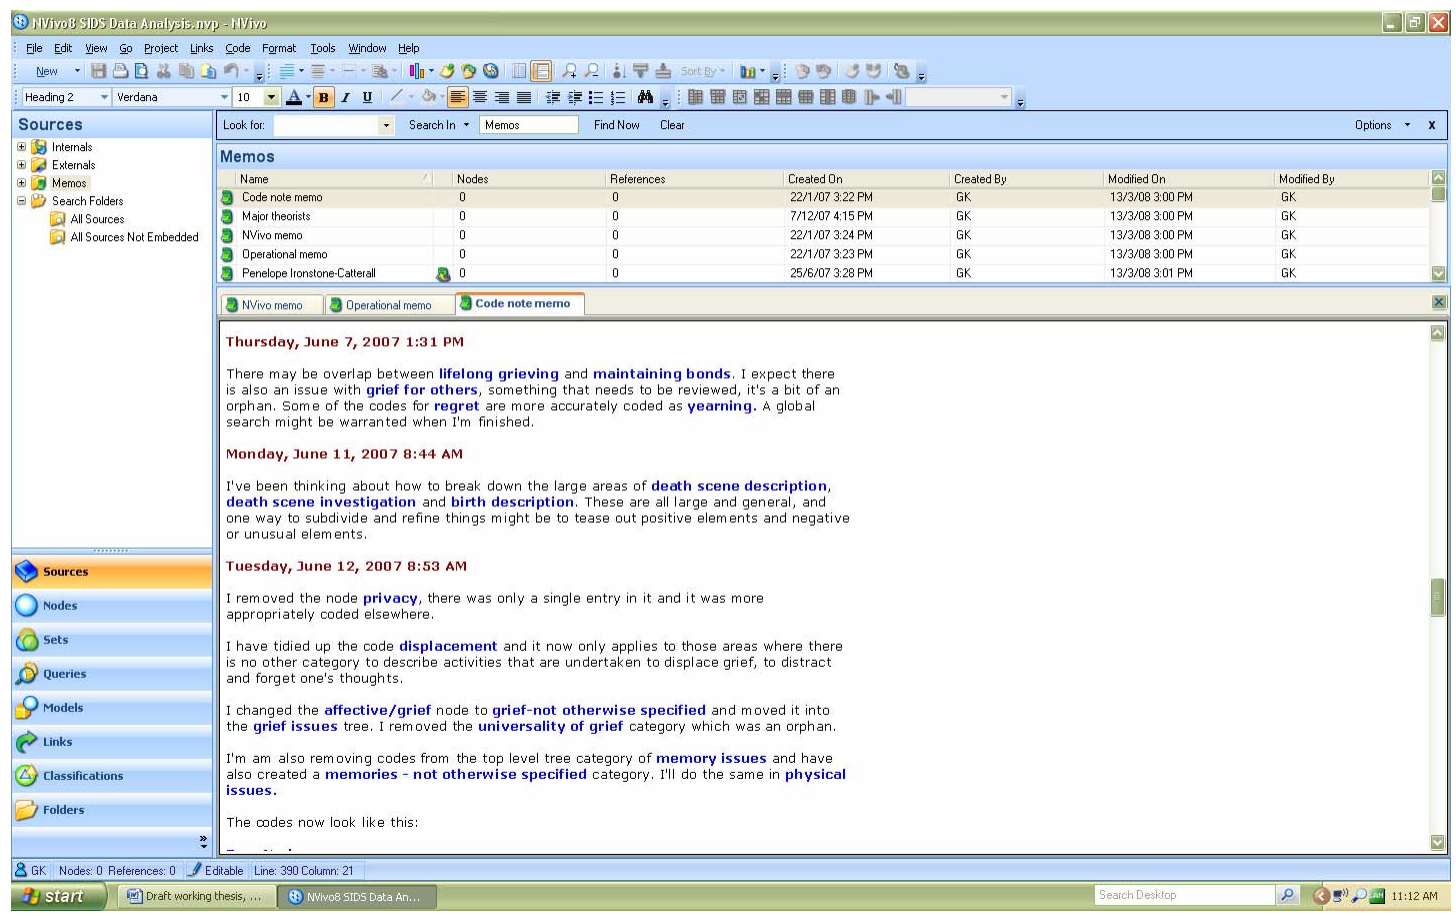 NVivo8 SIDS Data Analysis.nvp - NVivo
File Edit View Go Project Links Code Format Tools Window Help
New Sort By
Heading 2 Verdana 10 A B I U
Sources
Internals
Externals
Memos
Search Folders
All Sources
All Sources Not Embedded
Look for: Search In Memos Find Now Clear Options x
Memos
Name Nodes References Created On Created By Modified On Modified By
Code note memo 0 0 22/1/07 3:22 PM GK 13/3/08 3:00 PM GK
Major theorists 0 0 7/12/07 4:15 PM GK 13/3/08 3:00 PM GK
NVivo memo 0 0 22/1/07 3:24 PM GK 13/3/08 3:00 PM GK
Operational memo 0 0 22/1/07 3:23 PM GK 13/3/08 3:00 PM GK
Penelope Ironstone-Catterall 0 0 25/6/07 3:28 PM GK 13/3/08 3:01 PM GK
NVivo memo Operational memo Code note memo
Thursday, June 7, 2007 1:31 PM
There may be overlap between lifelong grieving and maintaining bonds. I expect there
is also an issue with grief for others, something that needs to be reviewed, it's a bit of an
orphan. Some of the codes for regret are more accurately coded as yearning. A global
search might be warranted when I'm finished.
Monday, June 11, 2007 8:44 AM
I've been thinking about how to break down the large areas of death scene description,
death scene investigation and birth description. These are all large and general, and
one way to subdivide and refine things might be to tease out positive elements and negative
or unusual elements.
Tuesday, June 12, 2007 8:53 AM
I removed the node privacy, there was only a single entry in it and it was more
appropriately coded elsewhere.
I have tidied up the code displacement and it now only applies to those areas where there
is no other category to describe activities that are undertaken to displace grief, to distract
and forget one's thoughts.
I changed the affective/grief node to grief-not otherwise specified and moved it into
the grief issues tree. I removed the universality of grief category which was an orphan.
I'm am also removing codes from the top level tree category of memory issues and have
also created a memories - not otherwise specified category. I'll do the same in physical
issues.
The codes now look like this:
Sources
Nodes
Sets
Queries
Models
Links
Classifications
Folders
GK Nodes: 0 References: 0 Editable Line: 390 Column: 21
start Draft working thesis, ... NVivo8 SIDS Data An... Search Desktop 11:12 AM